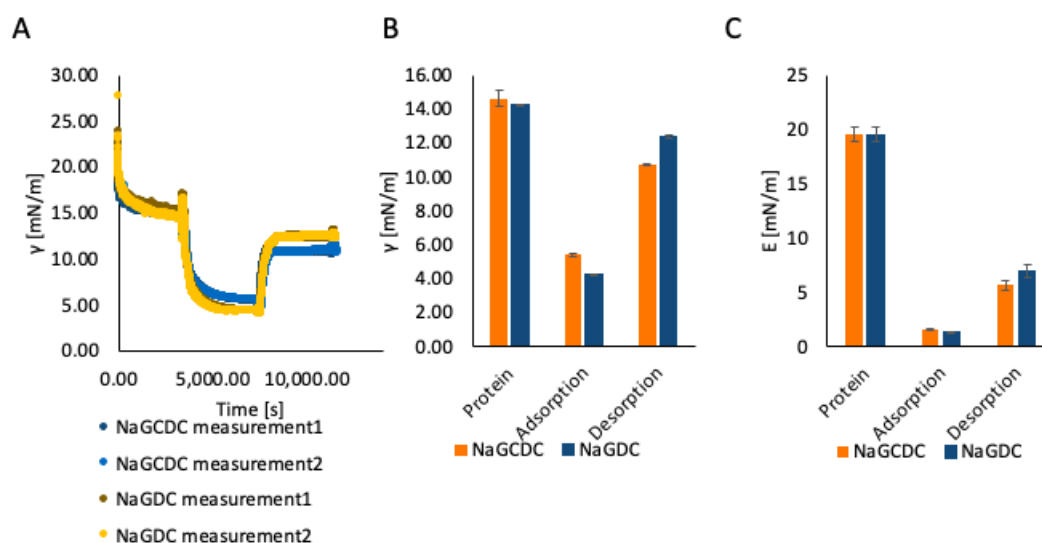 A
B
C
30.00
25.00
20.00
15.00
10.00
5.00
0.00
γ [mN/m]
0.00
5,000.00
10,000.00
Time [s]
NaGCDC measurement1
NaGCDC measurement2
NaGDC measurement1
NaGDC measurement2
16.00
14.00
12.00
10.00
8.00
6.00
4.00
2.00
0.00
γ [mN/m]
Protein
Adsorption
Desorption
NaGCDC
NaGDC
25
20
15
10
5
0
E [mN/m]
Protein
Adsorption
Desorption
NaGCDC
NaGDC